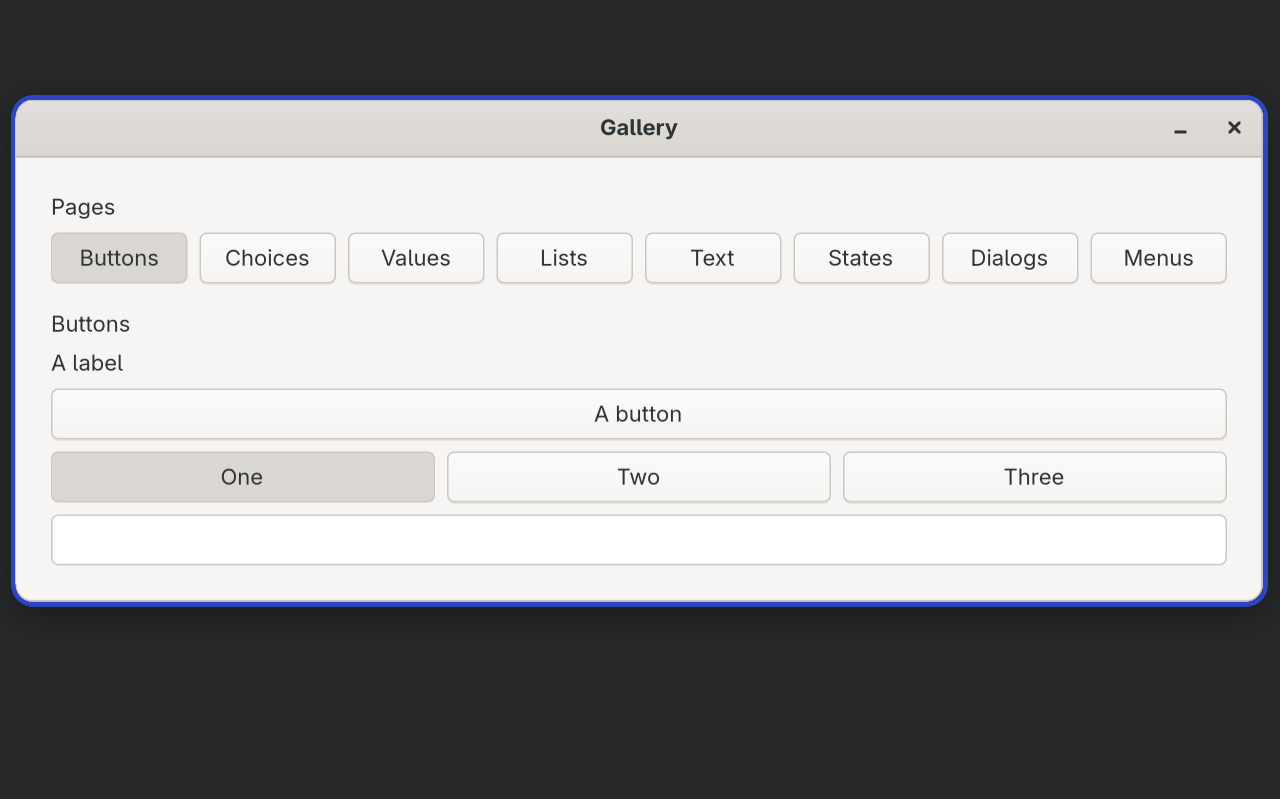 Gallery
Pages
Buttons Choices Values Lists Text States Dialogs Menus
Buttons
A label
A button
One Two Three